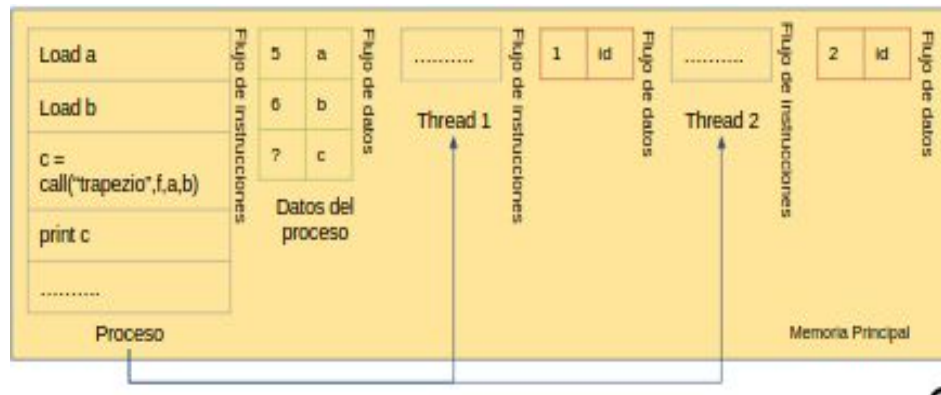 Load a
Load b
c =
call("trapezio",f,a,b)
print c
..........
Proceso
Flujo de instrucciones
5 a
6 b
? c
Datos del
proceso
Flujo de datos
..........
Thread 1
Flujo de instrucciones
1 id
Flujo de datos
..........
Thread 2
Flujo de instrucciones
2 id
Flujo de datos
Memoria Principal